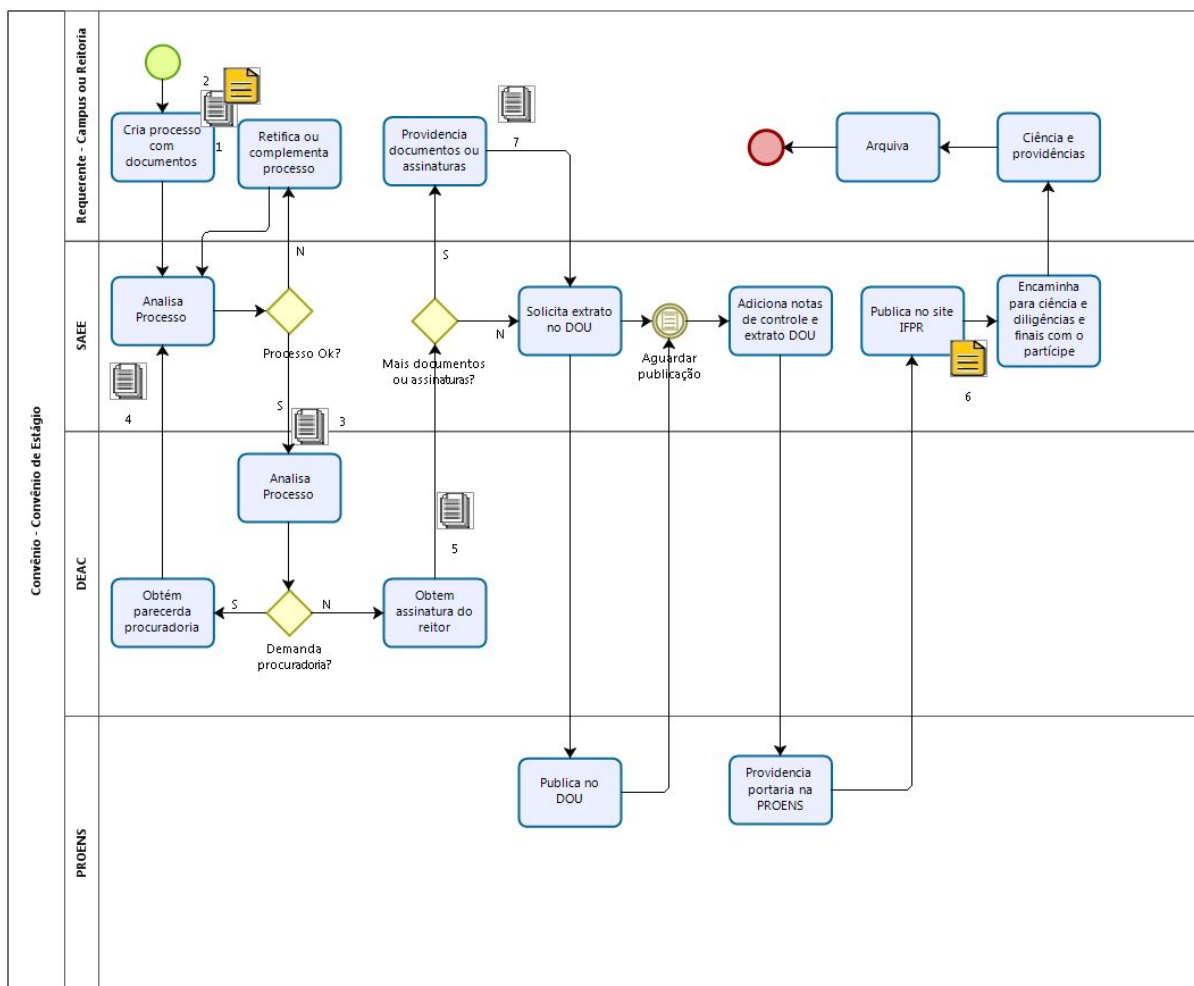 Convênio - Convênio de Estágio
Requerente - Campus ou Reitoria
2
Cria processo
com
documentos
1
Retifica ou
complementa
processo
Providencia
documentos ou
assinaturas
7
Arquiva
Ciência e
providências
N
S
SAEE
Analisa
Processo
Processo Ok?
S
Mais documentos
ou assinaturas?
N
Solicita extrato
no DOU
Aguardar
publicação
Adiciona notas
de controle e
extrato DOU
Publica no site
IFPR
6
Encaminha
para ciência e
diligências e
finais com o
partícipe
4
3
DEAC
Analisa
Processo
5
Obtém
parecerda
procuradoria
S
N
Demanda
procuradoria?
Obtem
assinatura do
reitor
PROENS
Publica no
DOU
Providencia
portaria na
PROENS